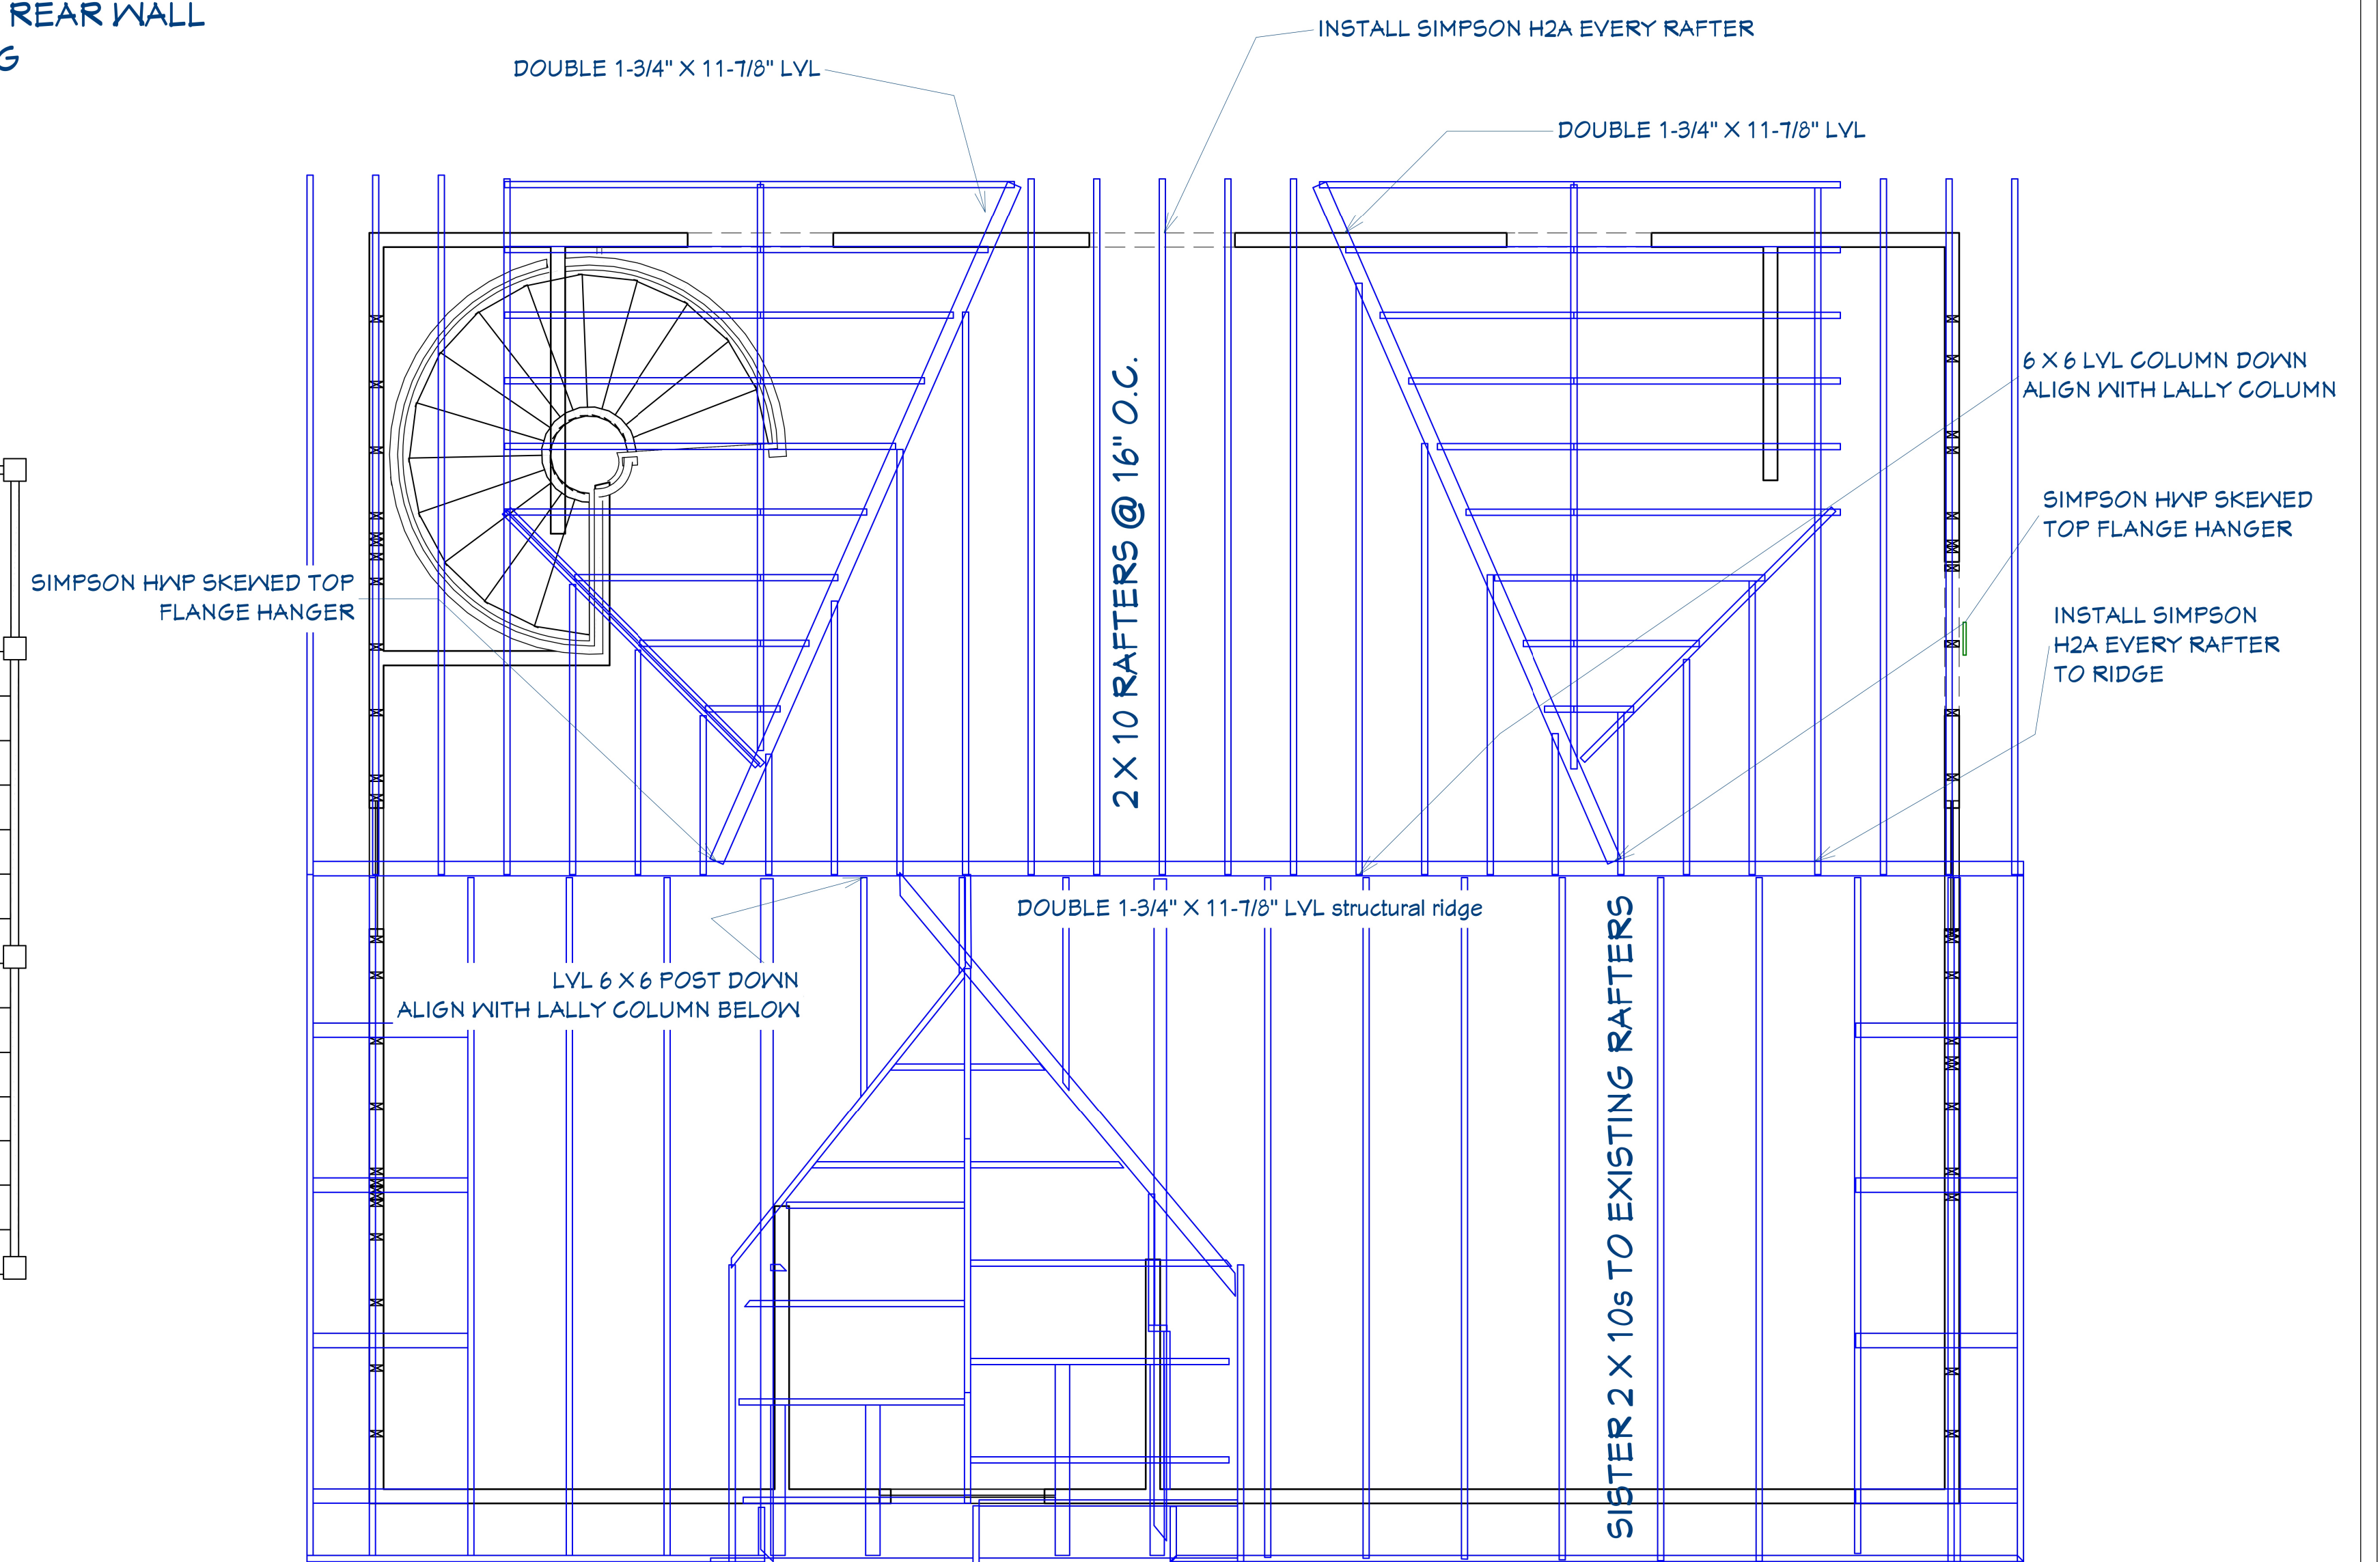 REAR WALL
G
INSTALL SIMPSON H2A EVERY RAFTER
DOUBLE 1-3/4" X 11-7/8" LVL
DOUBLE 1-3/4" X 11-7/8" LVL
2 X 10 RAFTERS @ 16" O.C.
6 X 6 LVL COLUMN DOWN
ALIGN WITH LALLY COLUMN
SIMPSON HWP SKEWED
TOP FLANGE HANGER
SIMPSON HWP SKEWED TOP
FLANGE HANGER
INSTALL SIMPSON
H2A EVERY RAFTER
TO RIDGE
DOUBLE 1-3/4" X 11-7/8" LVL structural ridge
LVL 6 X 6 POST DOWN
ALIGN WITH LALLY COLUMN BELOW
SISTER 2 X 10s TO EXISTING RAFTERS